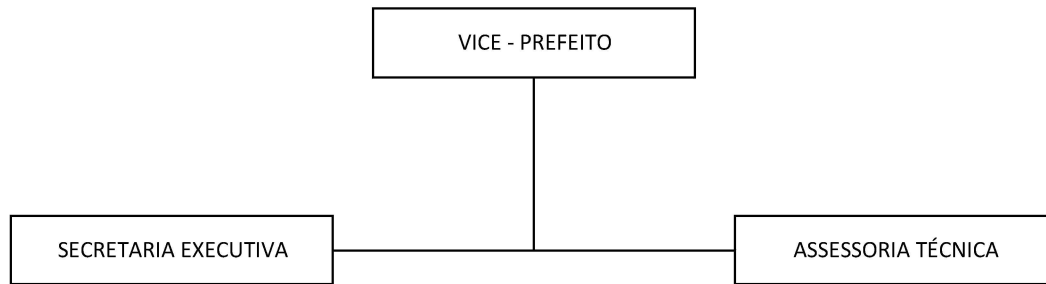 VICE - PREFEITO
SECRETARIA EXECUTIVA
ASSESSORIA TÉCNICA